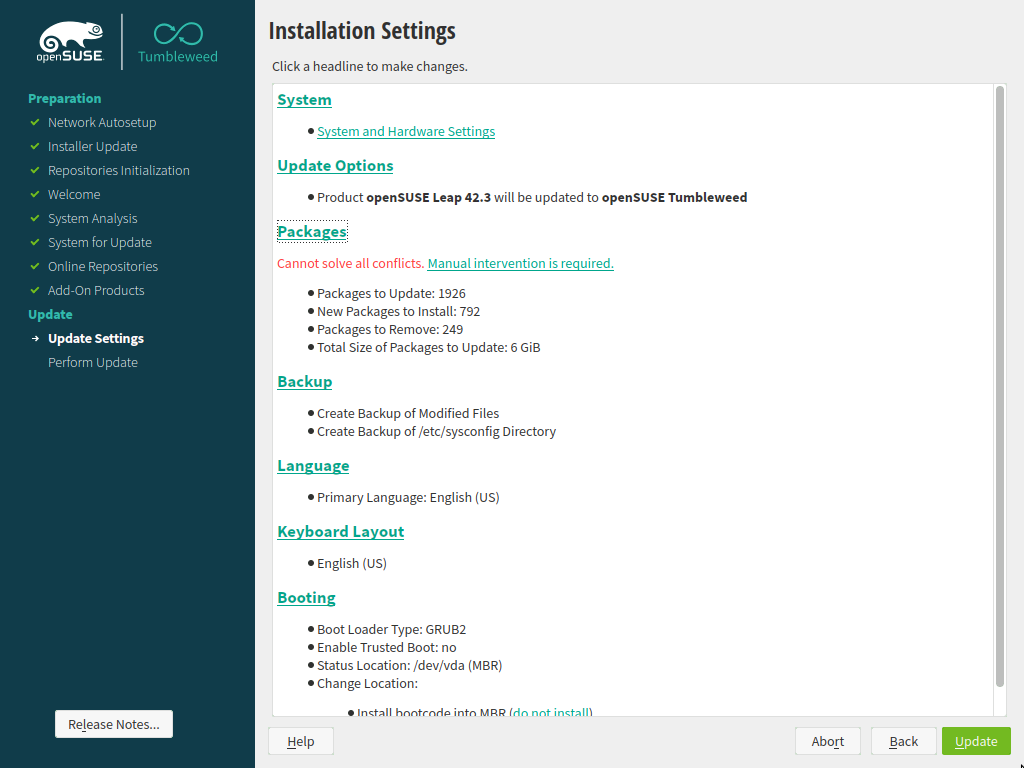 openSUSE
Tumbleweed
Preparation
Network Autosetup
Installer Update
Repositories Initialization
Welcome
System Analysis
System for Update
Online Repositories
Add-On Products
Update
Update Settings
Perform Update
Release Notes...
Installation Settings
Click a headline to make changes.
System
System and Hardware Settings
Update Options
Product openSUSE Leap 42.3 will be updated to openSUSE Tumbleweed
Packages
Cannot solve all conflicts. Manual intervention is required.
Packages to Update: 1926
New Packages to Install: 792
Packages to Remove: 249
Total Size of Packages to Update: 6 GiB
Backup
Create Backup of Modified Files
Create Backup of /etc/sysconfig Directory
Language
Primary Language: English (US)
Keyboard Layout
English (US)
Booting
Boot Loader Type: GRUB2
Enable Trusted Boot: no
Status Location: /dev/vda (MBR)
Change Location:
Install bootcode into MBR (do not install)
Help
Abort
Back
Update